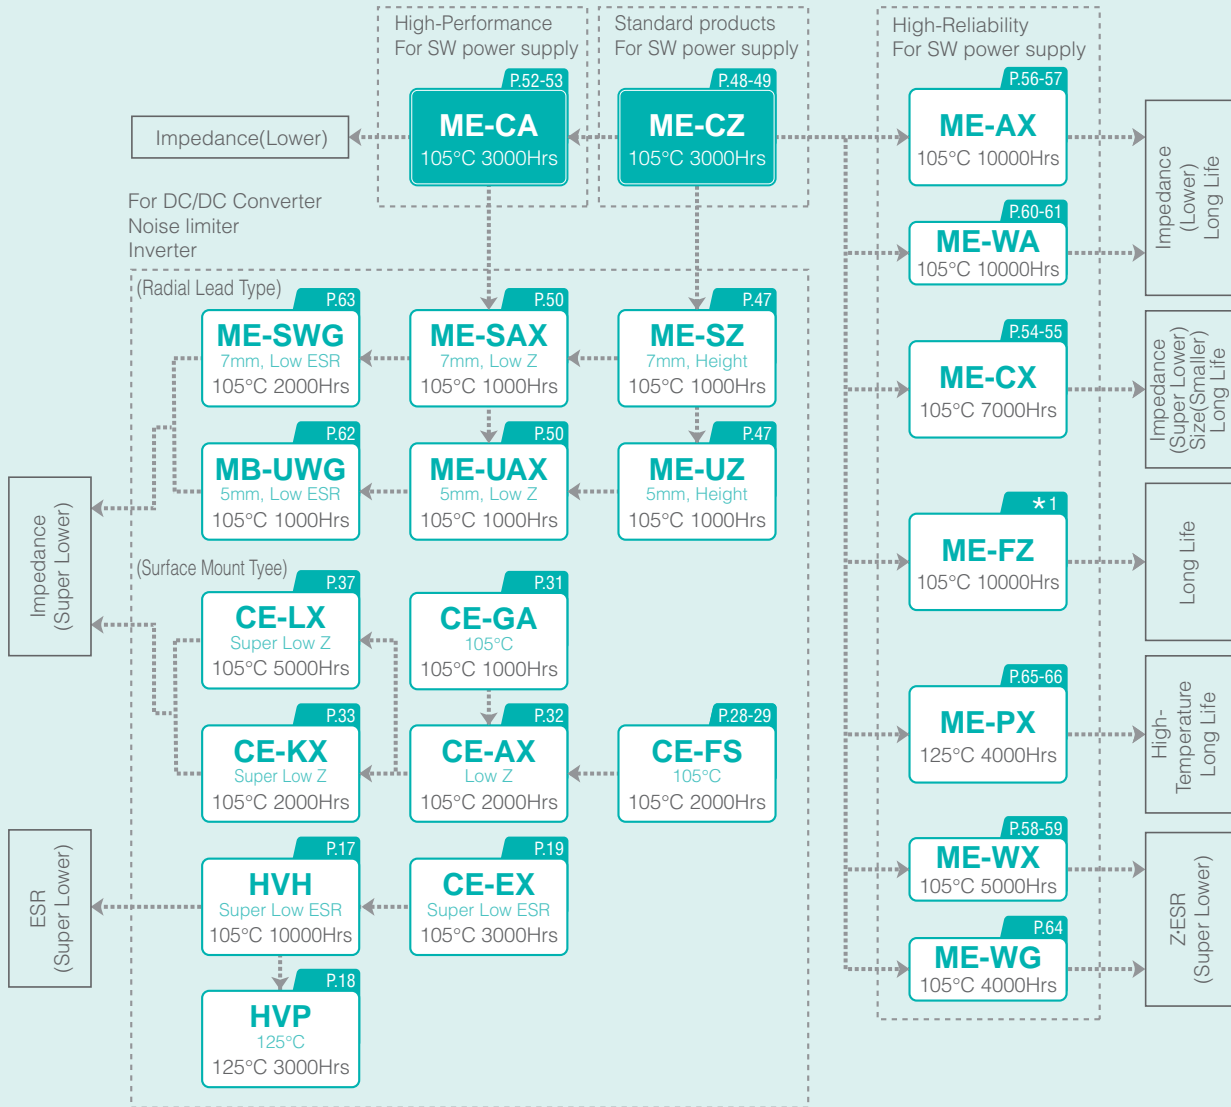 High-Performance
For SW power supply
Standard products
For SW power supply
High-Reliability
For SW power supply
P.52-53
ME-CA
105°C 3000Hrs
P.48-49
ME-CZ
105°C 3000Hrs
P.56-57
ME-AX
105°C 10000Hrs
Impedance(Lower)
Impedance
(Lower)
Long Life
P.60-61
ME-WA
105°C 10000Hrs
For DC/DC Converter
Noise limiter
Inverter
(Radial Lead Type)
P.63
ME-SWG
7mm, Low ESR
105°C 2000Hrs
P.50
ME-SAX
7mm, Low Z
105°C 1000Hrs
P.47
ME-SZ
7mm, Height
105°C 1000Hrs
P.54-55
ME-CX
105°C 7000Hrs
Impedance
(Super Lower)
Size(Smaller)
Long Life
P.62
MB-UWG
5mm, Low ESR
105°C 1000Hrs
P.50
ME-UAX
5mm, Low Z
105°C 1000Hrs
P.47
ME-UZ
5mm, Height
105°C 1000Hrs
Impedance
(Super Lower)
*1
ME-FZ
105°C 10000Hrs
Long Life
(Surface Mount Tyee)
P.37
CE-LX
Super Low Z
105°C 5000Hrs
P.31
CE-GA
105°C
105°C 1000Hrs
P.65-66
ME-PX
125°C 4000Hrs
High-
Temperature
Long Life
P.33
CE-KX
Super Low Z
105°C 2000Hrs
P.32
CE-AX
Low Z
105°C 2000Hrs
P.28-29
CE-FS
105°C
105°C 2000Hrs
P.58-59
ME-WX
105°C 5000Hrs
Z·ESR
(Super Lower)
ESR
(Super Lower)
P.17
HVH
Super Low ESR
105°C 10000Hrs
P.19
CE-EX
Super Low ESR
105°C 3000Hrs
P.64
ME-WG
105°C 4000Hrs
P.18
HVP
125°C
125°C 3000Hrs